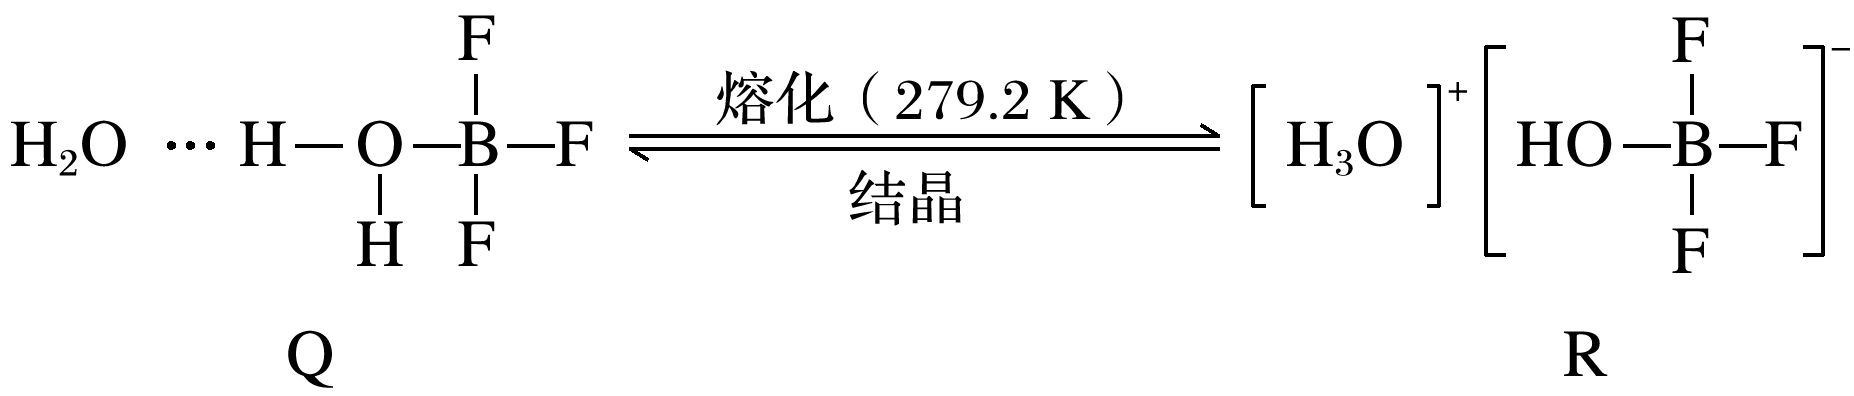 F F
熔化（279.2 K）
H₂O ··· H—O—B—F ⇌ [ H₃O ]⁺ [ HO—B—F ]⁻
结晶
H F F
Q R